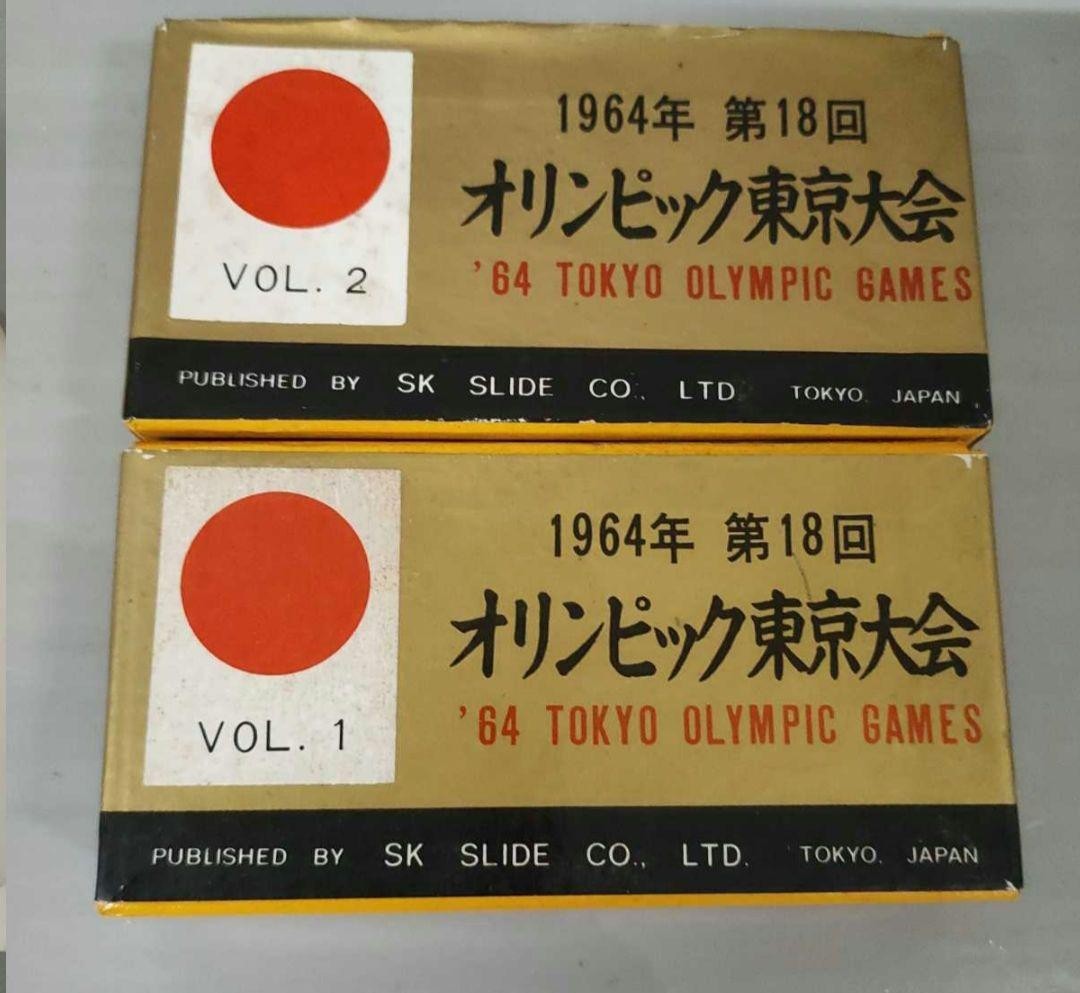 VOL. 2
1964年 第18回
オリンピック東京大会
'64 TOKYO OLYMPIC GAMES
PUBLISHED BY SK SLIDE CO., LTD. TOKYO. JAPAN
VOL. 1
1964年 第18回
オリンピック東京大会
'64 TOKYO OLYMPIC GAMES
PUBLISHED BY SK SLIDE CO., LTD. TOKYO. JAPAN